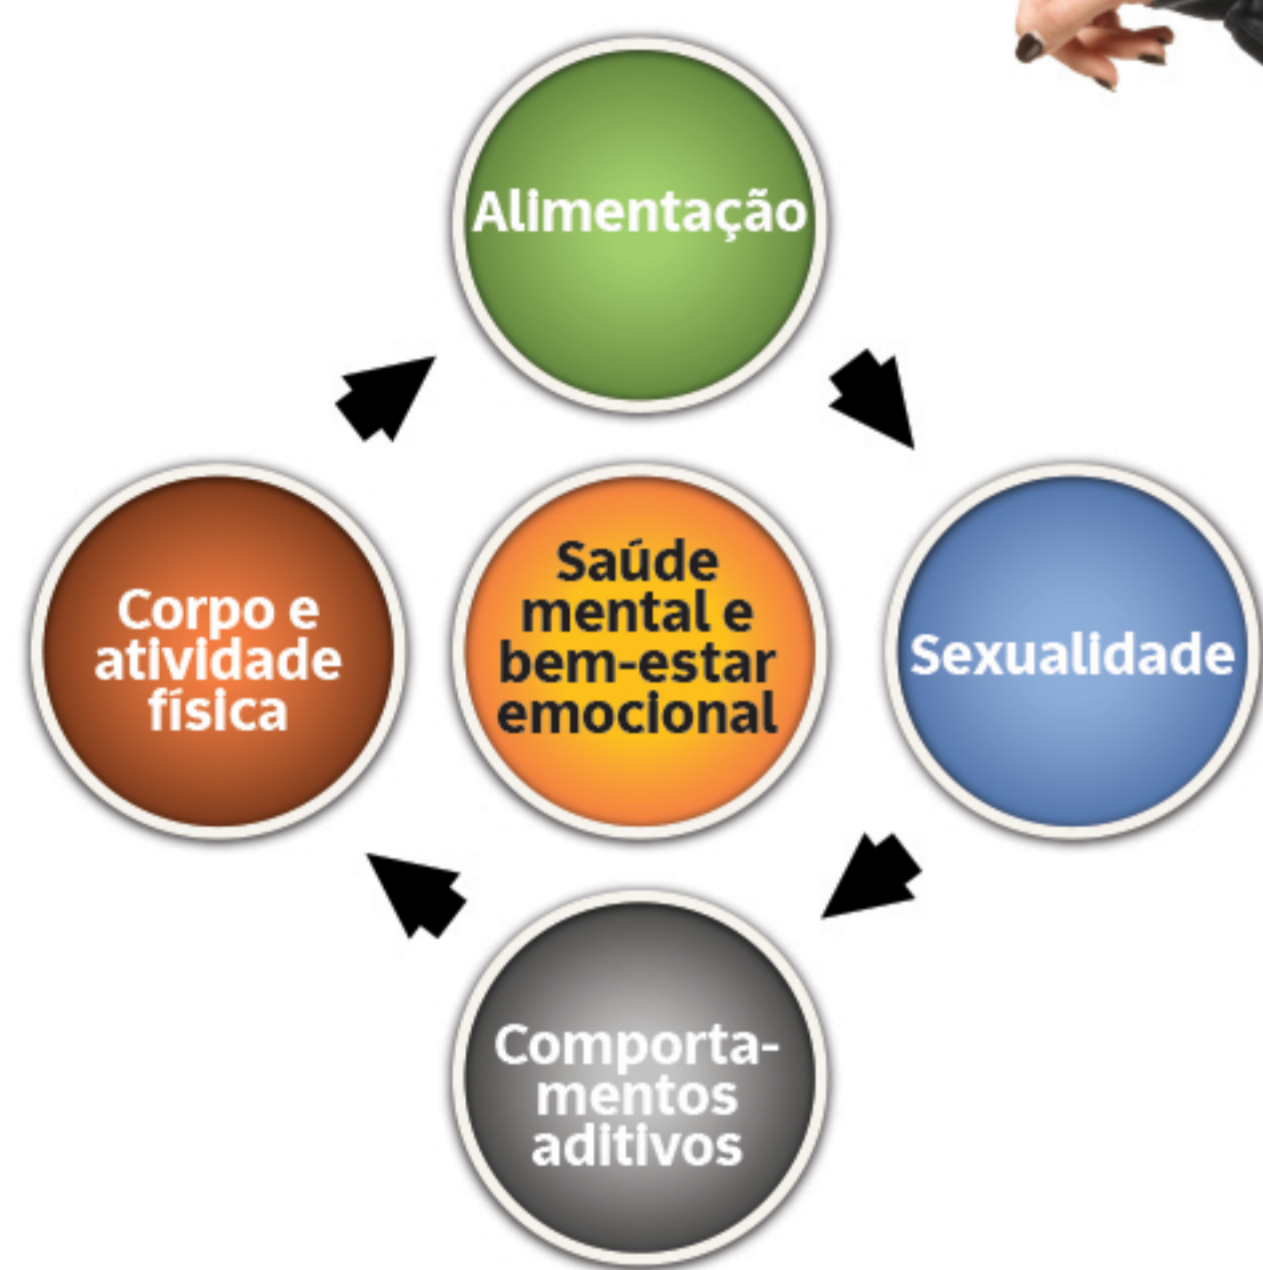 Alimentação
Corpo e
atividade
física
Saúde
mental e
bem-estar
emocional
Sexualidade
Comporta-
mentos
aditivos